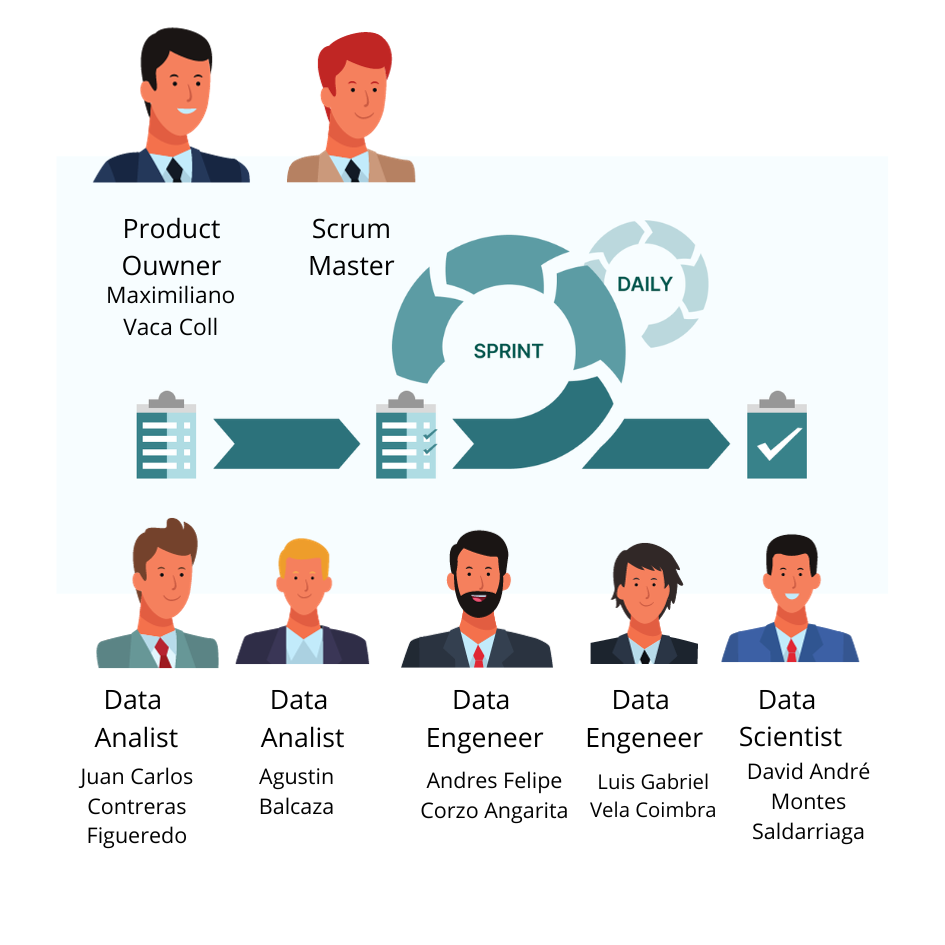 Product
Ouwner
Maximiliano
Vaca Coll
Scrum
Master
DAILY
SPRINT
Data
Analist
Juan Carlos
Contreras
Figueredo
Data
Analist
Agustin
Balcaza
Data
Engeneer
Andres Felipe
Corzo Angarita
Data
Engeneer
Luis Gabriel
Vela Coimbra
Data
Scientist
David André
Montes
Saldarriaga